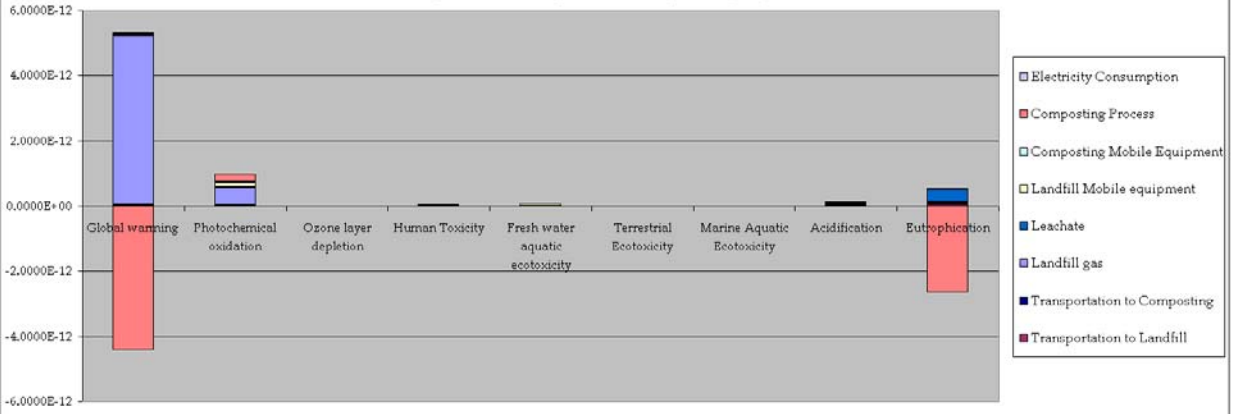 6.0000E-12
4.0000E-12
2.0000E-12
0.0000E+00
-2.0000E-12
-4.0000E-12
-6.0000E-12
Global warming
Photochemical
oxidation
Ozone layer
depletion
Human Toxicity
Fresh water
aquatic
ecotoxicity
Terrestrial
Ecotoxicity
Marine Aquatic
Ecotoxicity
Acidification
Eutrophication
Electricity Consumption
Composting Process
Composting Mobile Equipment
Landfill Mobile equipment
Leachate
Landfill gas
Transportation to Composting
Transportation to Landfill